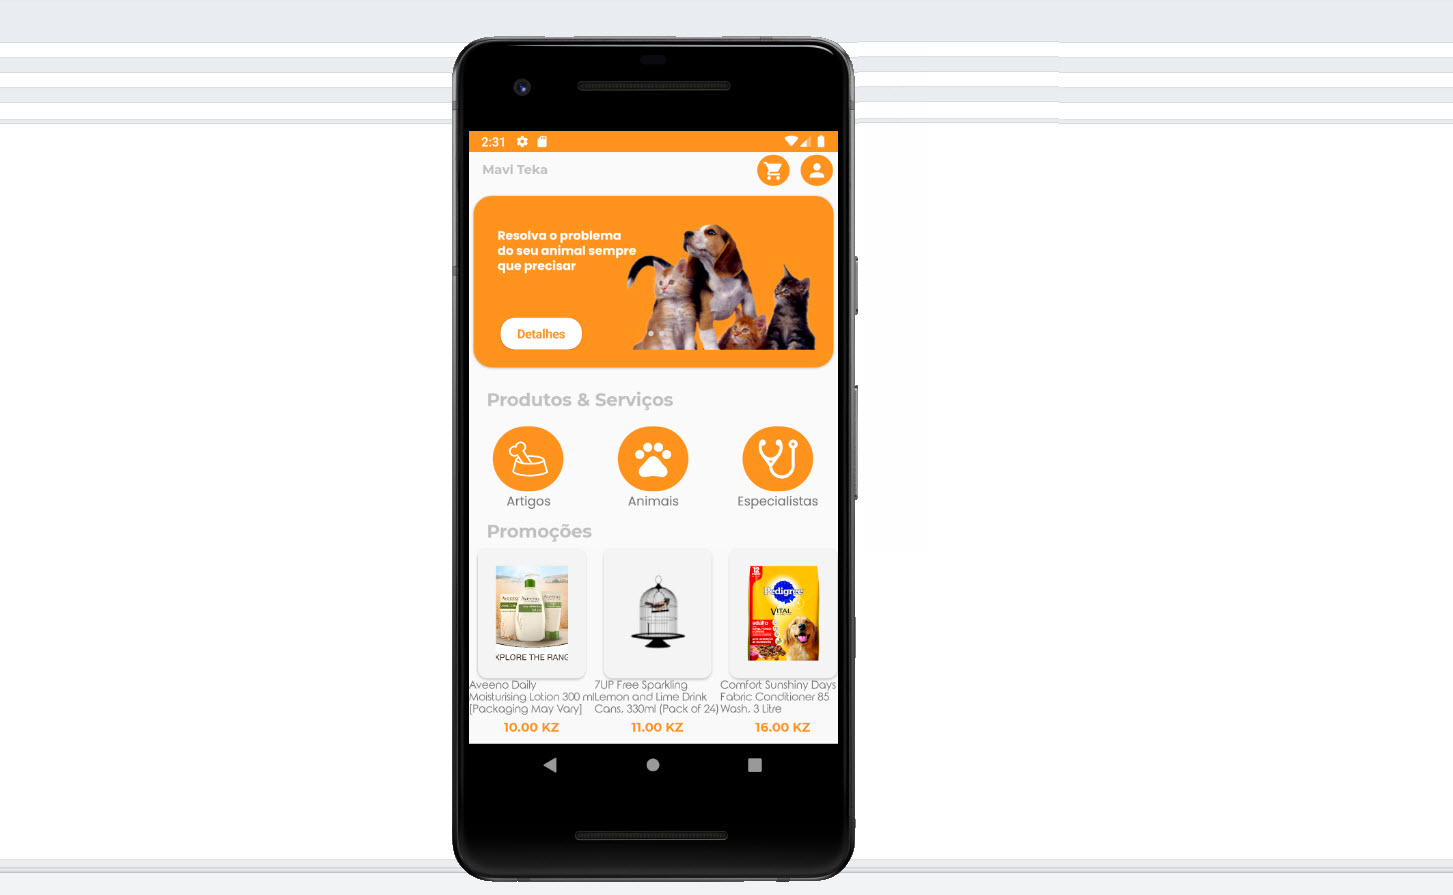 2:31
Mavi Teka
Resolva o problema
do seu animal sempre
que precisar
Detalhes
Produtos & Serviços
Artigos
Animais
Especialistas
Promoções
Aveeno
XPLORE THE RANG
Pedigree
VITAL
adulto
Aveeno Daily
Moisturising Lotion 300 ml
[Packaging May Vary]
10.00 KZ
7UP Free Sparkling
Lemon and Lime Drink
Cans, 330ml (Pack of 24)
11.00 KZ
Comfort Sunshiny Days
Fabric Conditioner 85
Wash, 3 Litre
16.00 KZ